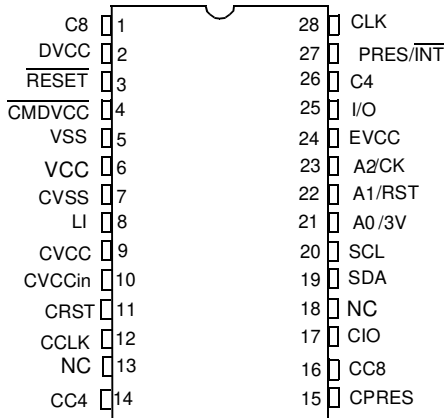 C8 1 28 CLK
DVCC 2 27 PRES/INT
RESET 3 26 C4
CMDVCC 4 25 I/O
VSS 5 24 EVCC
VCC 6 23 A2/CK
CVSS 7 22 A1/RST
LI 8 21 A0/3V
CVCC 9 20 SCL
CVCCin 10 19 SDA
CRST 11 18 NC
CCLK 12 17 CIO
NC 13 16 CC8
CC4 14 15 CPRES